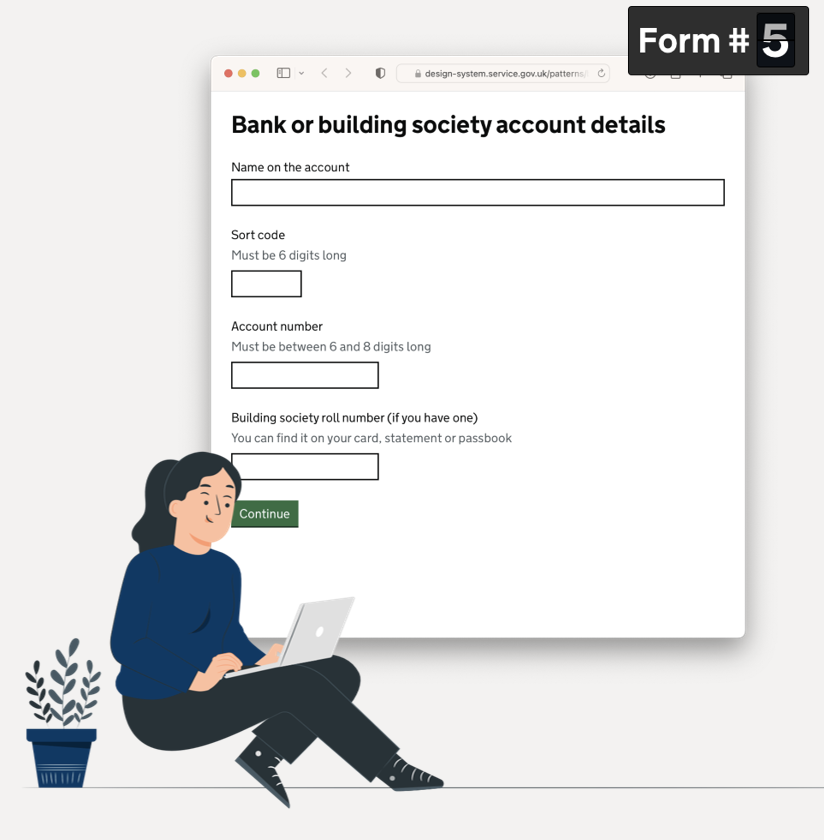 Form # 5
design-system.service.gov.uk/patterns/
Bank or building society account details
Name on the account
Sort code
Must be 6 digits long
Account number
Must be between 6 and 8 digits long
Building society roll number (if you have one)
You can find it on your card, statement or passbook
Continue